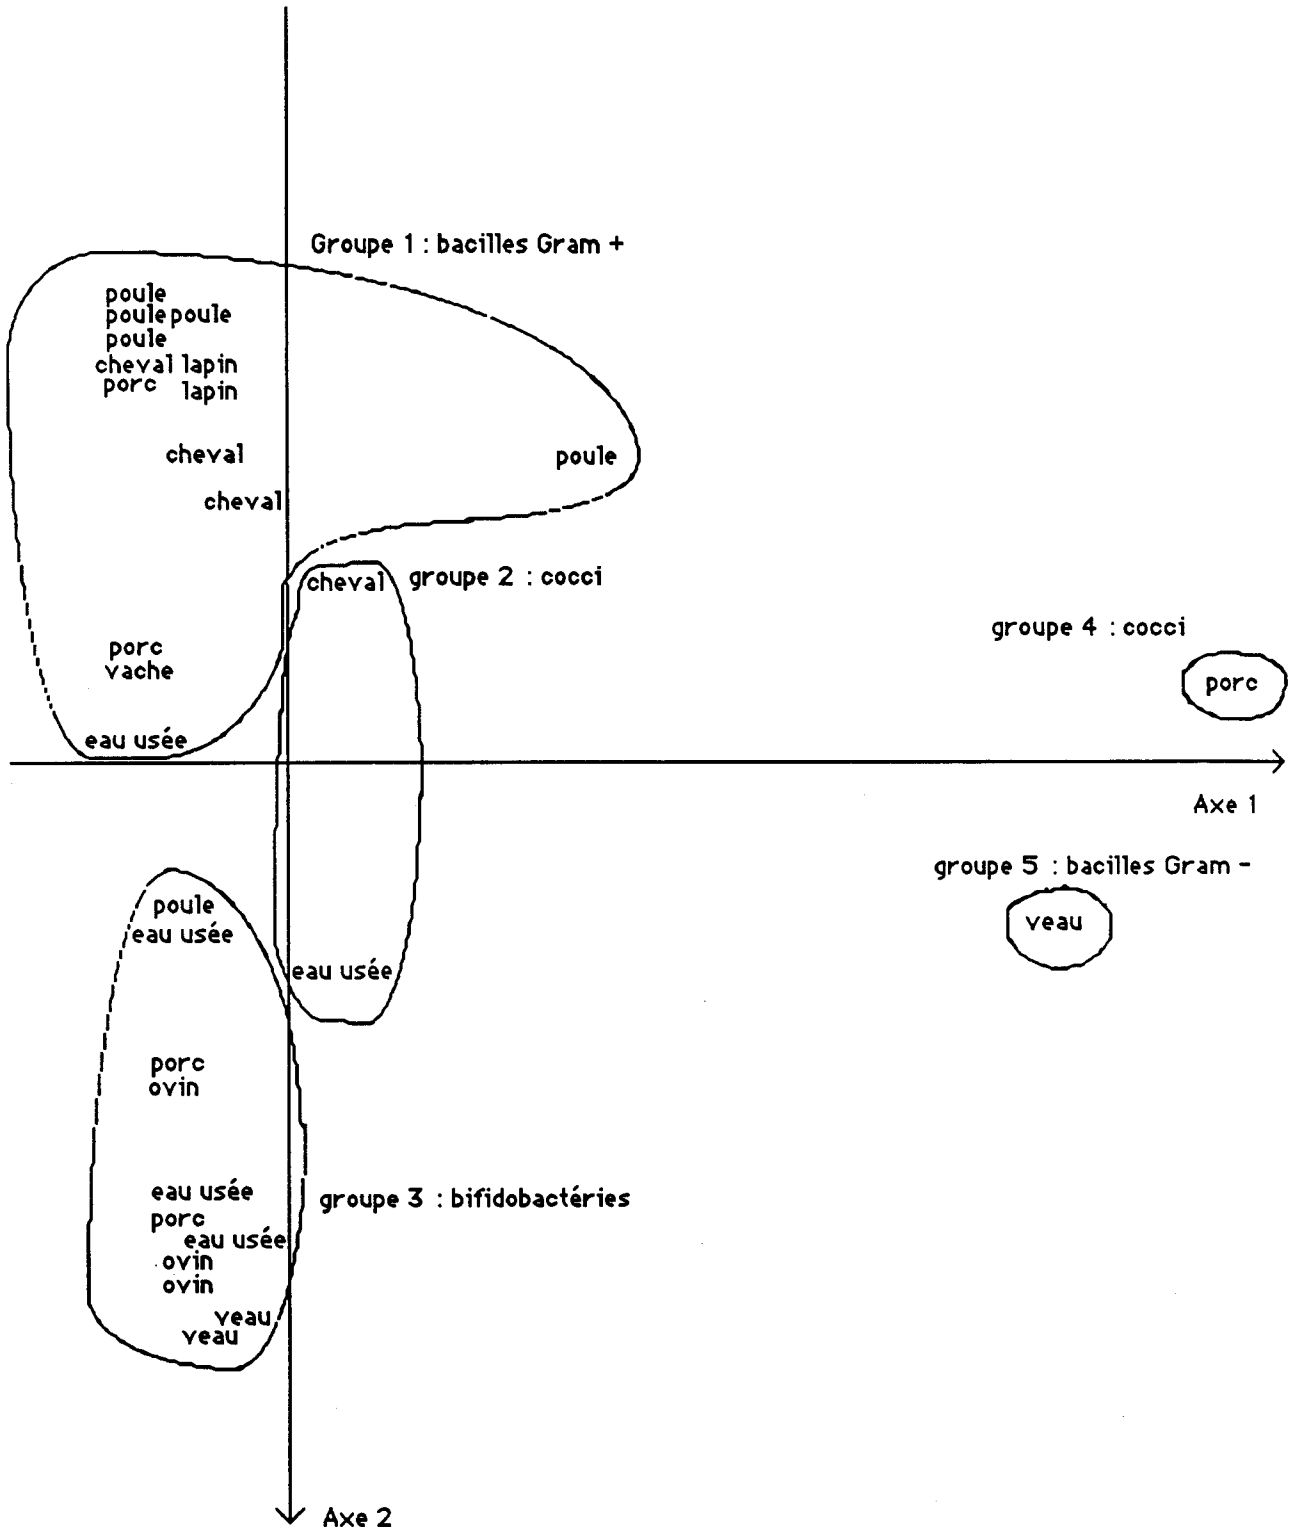 Groupe 1 : bacilles Gram +
poule
poule poule
poule
cheval lapin
porc lapin
cheval
poule
cheval
cheval
groupe 2 : cocci
groupe 4 : cocci
porc
vache
porc
eau usée
Axe 1
groupe 5 : bacilles Gram -
veau
poule
eau usée
eau usée
porc
ovin
eau usée
groupe 3 : bifidobactéries
porc
eau usée
ovin
ovin
veau
veau
Axe 2